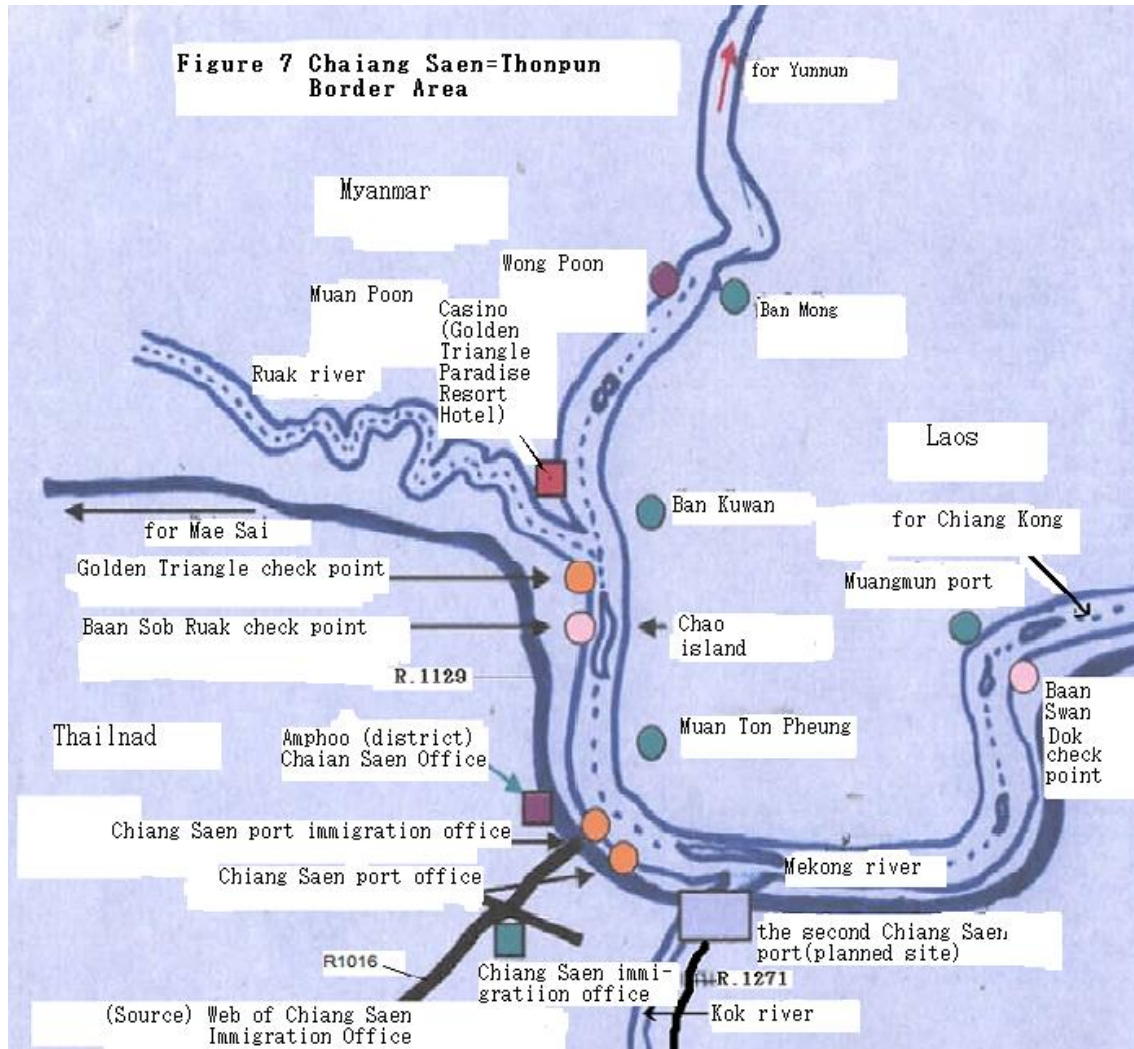 Figure 7 Chaiang Saen=Thonpun
Border Area
for Yunnun
Myanmar
Wong Poon
Muan Poon
Casino
(Golden
Triangle
Paradise
Resort
Hotel)
Ban Mong
Ruak river
Laos
Ban Kuwan
for Chiang Kong
for Mae Sai
Golden Triangle check point
Muangmun port
Baan Sob Ruak check point
Chao
island
R.1129
Baan
Swan
Dok
check
point
Thailnad
Amphoo (district)
Chaian Saen Office
Muan Ton Pheung
Chiang Saen port immigration office
Chiang Saen port office
Mekong river
the second Chiang Saen
port(planned site)
R1016
Chiang Saen immi-
gratiion office
R.1271
Kok river
(Source) Web of Chiang Saen
Immigration Office